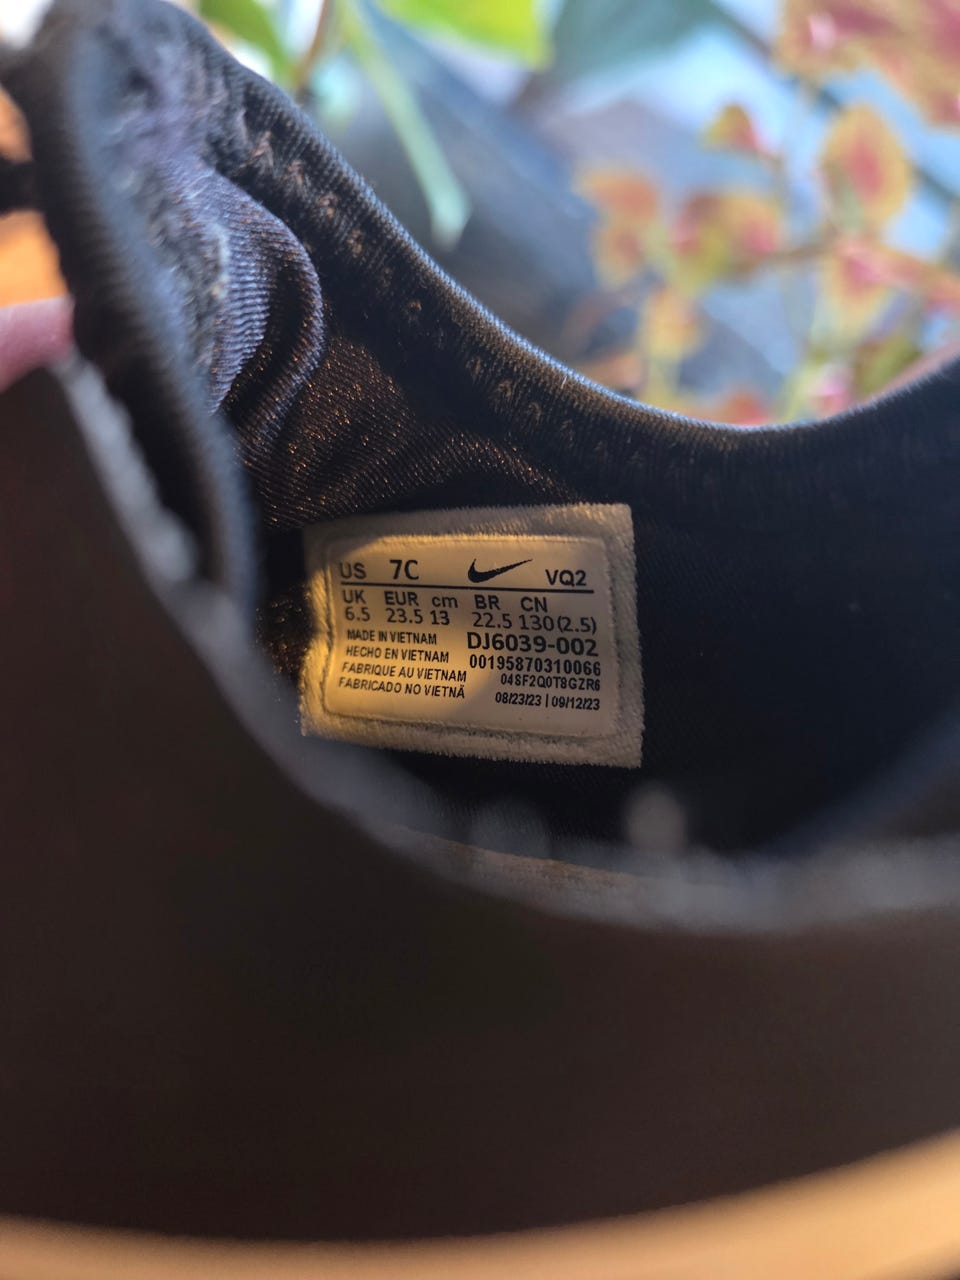 US 7C VQ2
UK EUR cm BR CN
6.5 23.5 13 22.5 130(2.5)
MADE IN VIETNAM
HECHO EN VIETNAM
FABRIQUE AU VIETNAM
FABRICADO NO VIETNÃ
DJ6039-002
00195870310066
04SF2Q0T8GZR6
08/23/23 | 09/12/23